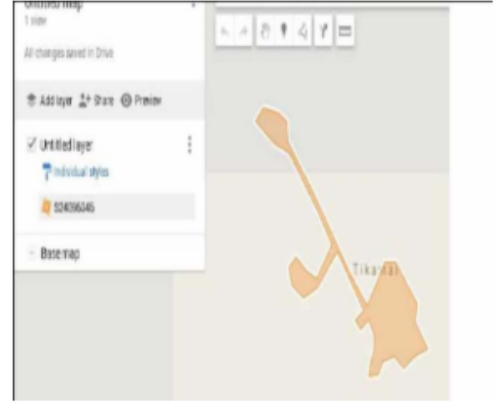 Untitled map
1 view
All changes saved in Drive
Add layer Share Preview
Untitled layer
Individual styles
Base map